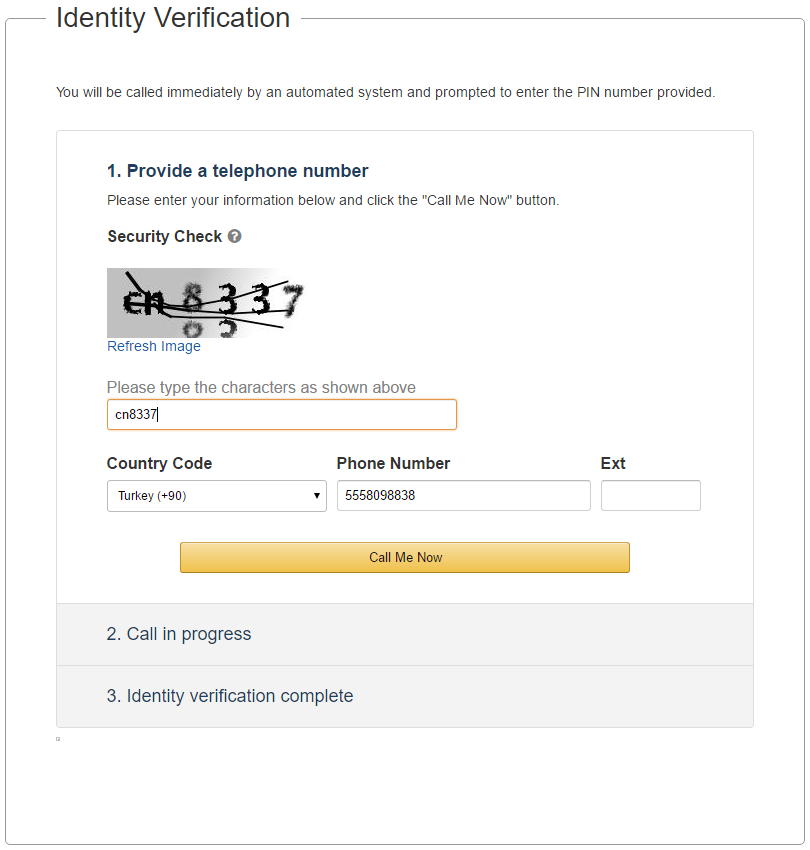 Identity Verification
You will be called immediately by an automated system and prompted to enter the PIN number provided.
1. Provide a telephone number
Please enter your information below and click the "Call Me Now" button.
Security Check ?
cn8337
Refresh Image
Please type the characters as shown above
cn8337
Country Code Phone Number Ext
Turkey (+90) 5558098838
Call Me Now
2. Call in progress
3. Identity verification complete